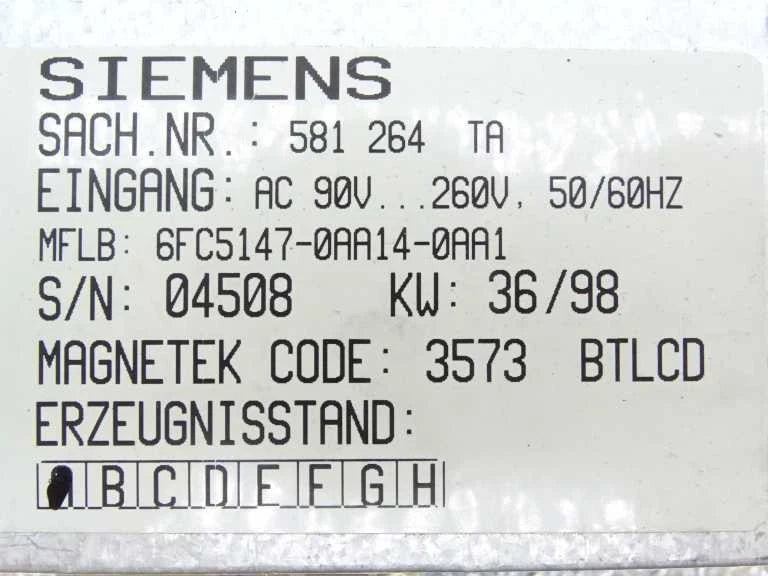 SIEMENS
SACH.NR.: 581 264 TA
EINGANG: AC 90V...260V, 50/60HZ
MFLB: 6FC5147-0AA14-0AA1
S/N: 04508 KW: 36/98
MAGNETEK CODE: 3573 BTLCD
ERZEUGNISSTAND:
B C D E F G H